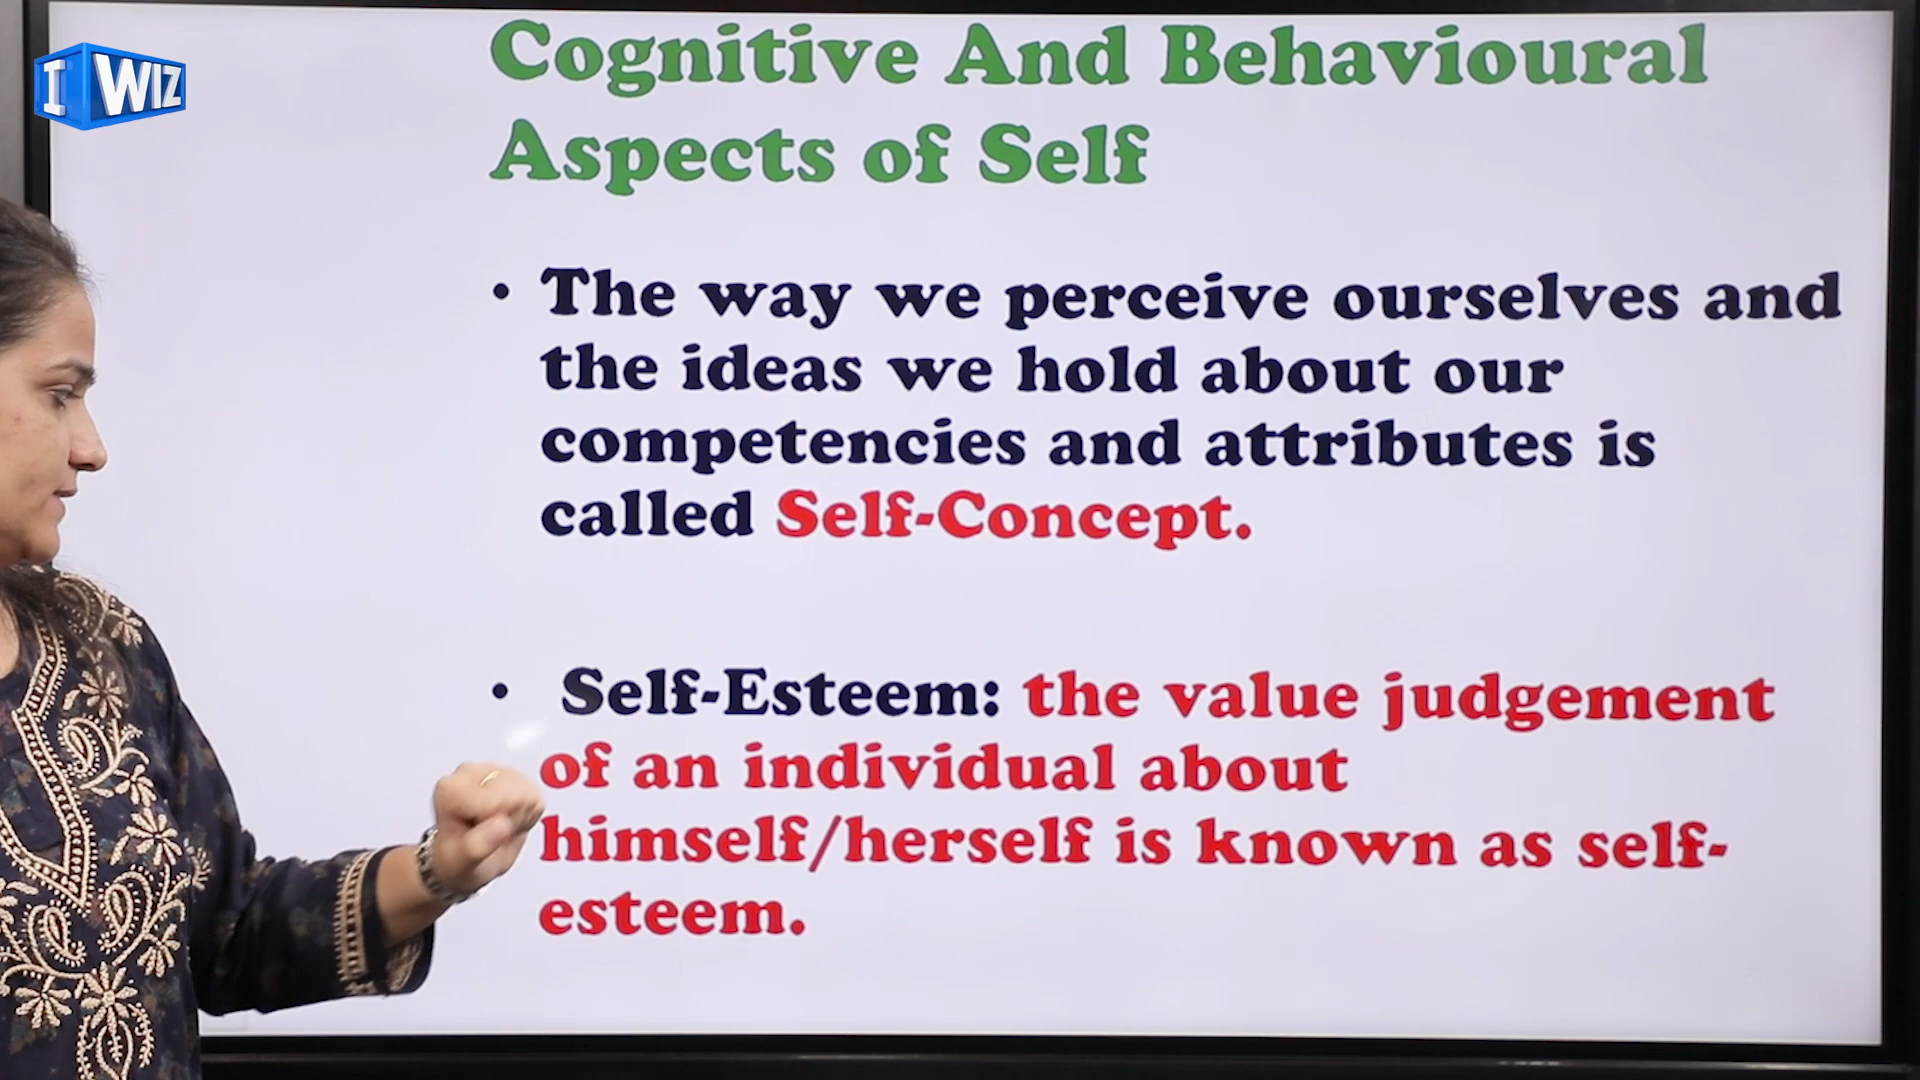 I WIZ
Cognitive And Behavioural
Aspects of Self
• The way we perceive ourselves and
the ideas we hold about our
competencies and attributes is
called Self-Concept.
• Self-Esteem: the value judgement
of an individual about
himself/herself is known as self-
esteem.